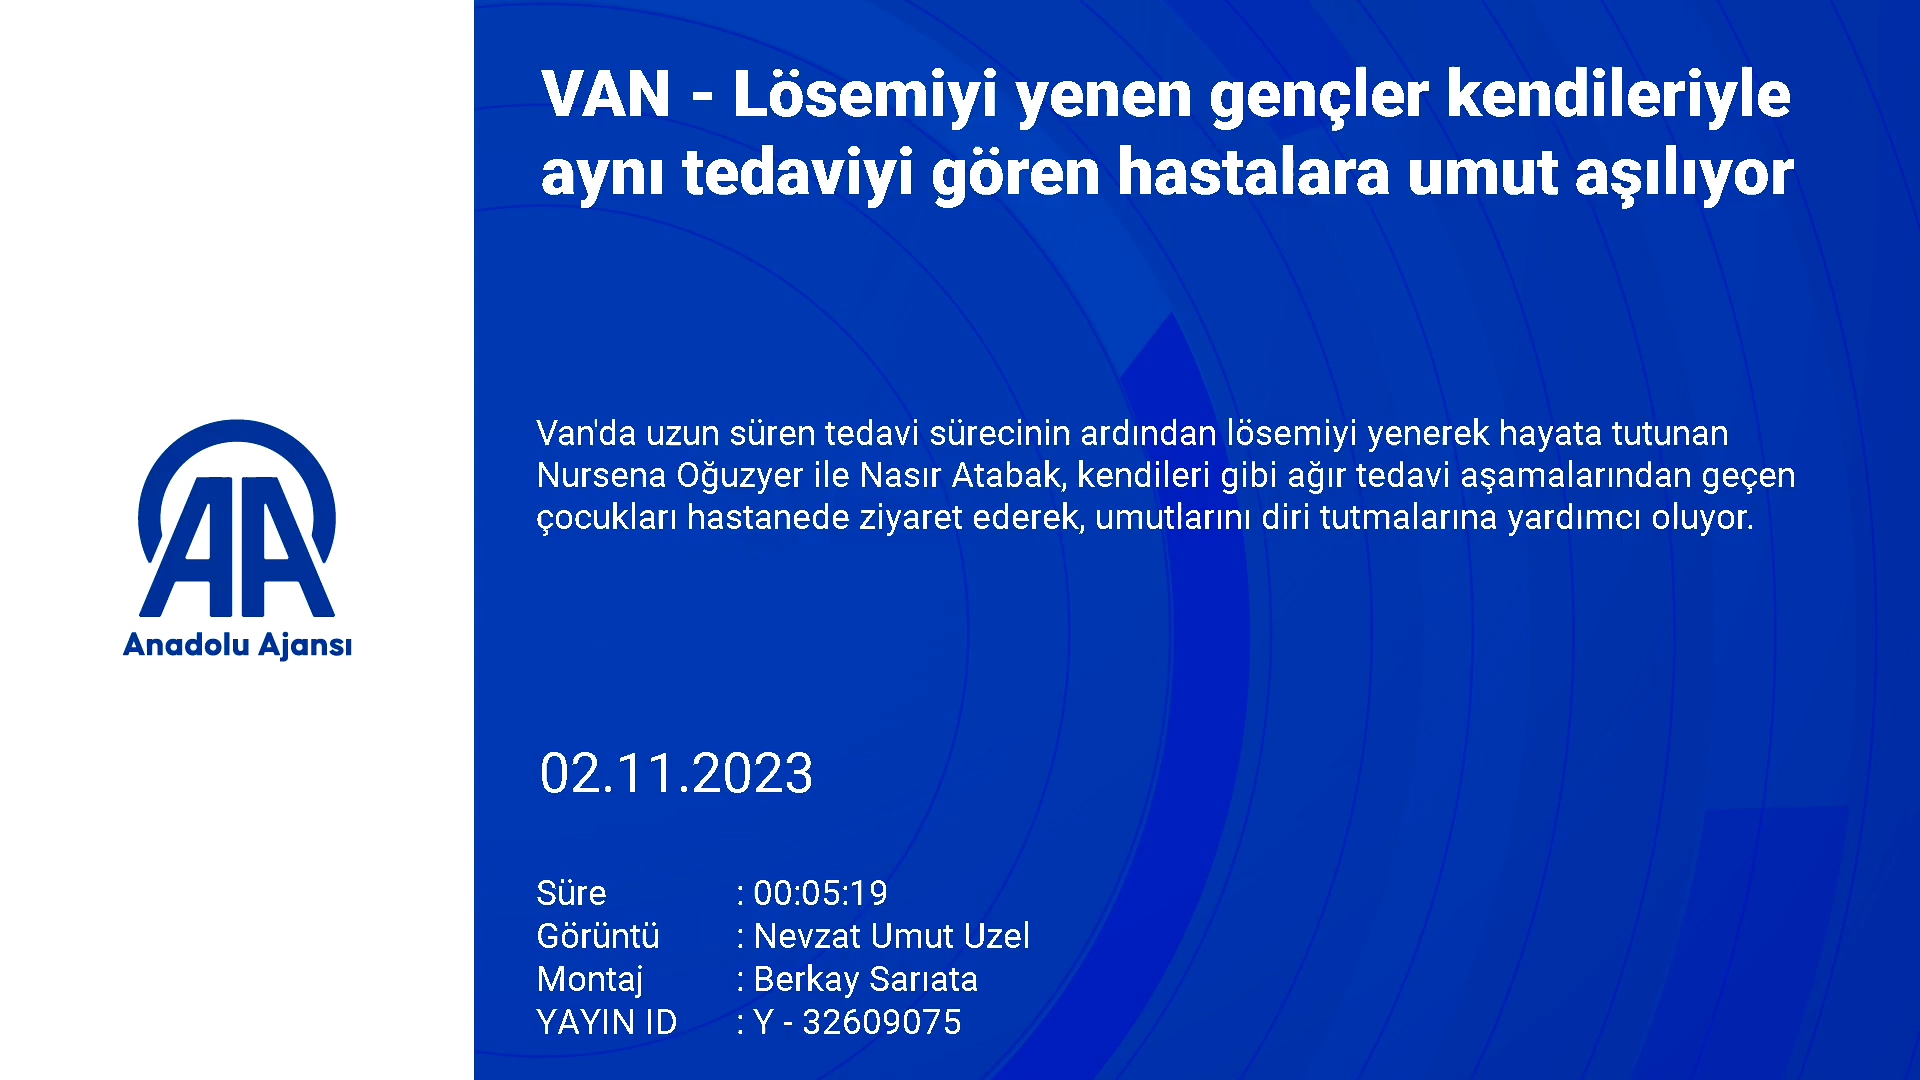 VAN - Lösemiyi yenen gençler kendileriyle
aynı tedaviyi gören hastalara umut aşılıyor
Van'da uzun süren tedavi sürecinin ardından lösemiyi yenerek hayata tutunan
Nursena Oğuzyer ile Nasır Atabak, kendileri gibi ağır tedavi aşamalarından geçen
çocukları hastanede ziyaret ederek, umutlarını diri tutmalarına yardımcı oluyor.
AA
Anadolu Ajansı
02.11.2023
Süre : 00:05:19
Görüntü : Nevzat Umut Uzel
Montaj : Berkay Sarıata
YAYIN ID : Y - 32609075